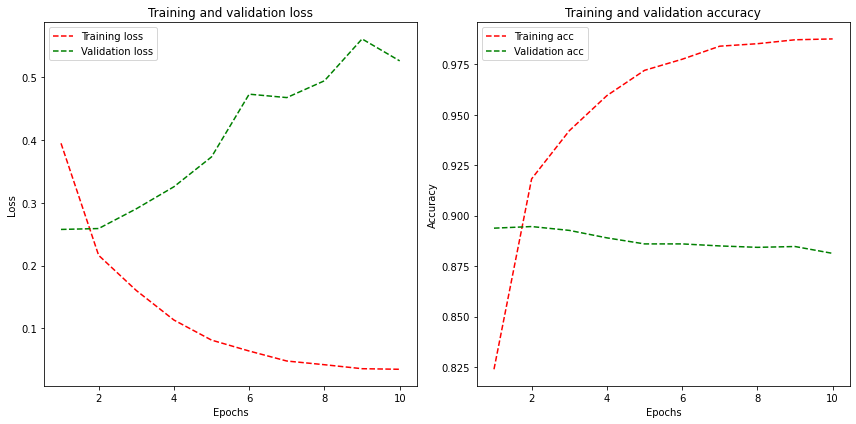 Training and validation loss
Training loss
Validation loss
0.5
0.4
0.3
0.2
0.1
Loss
2
4
6
8
10
Epochs
Training and validation accuracy
Training acc
Validation acc
0.975
0.950
0.925
0.900
0.875
0.850
0.825
Accuracy
2
4
6
8
10
Epochs